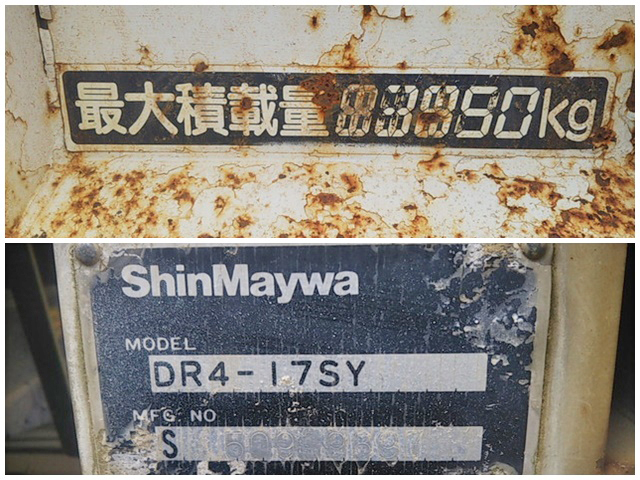 最大積載量 kg
ShinMaywa
MODEL
DR4-17SY
MFG NO
S